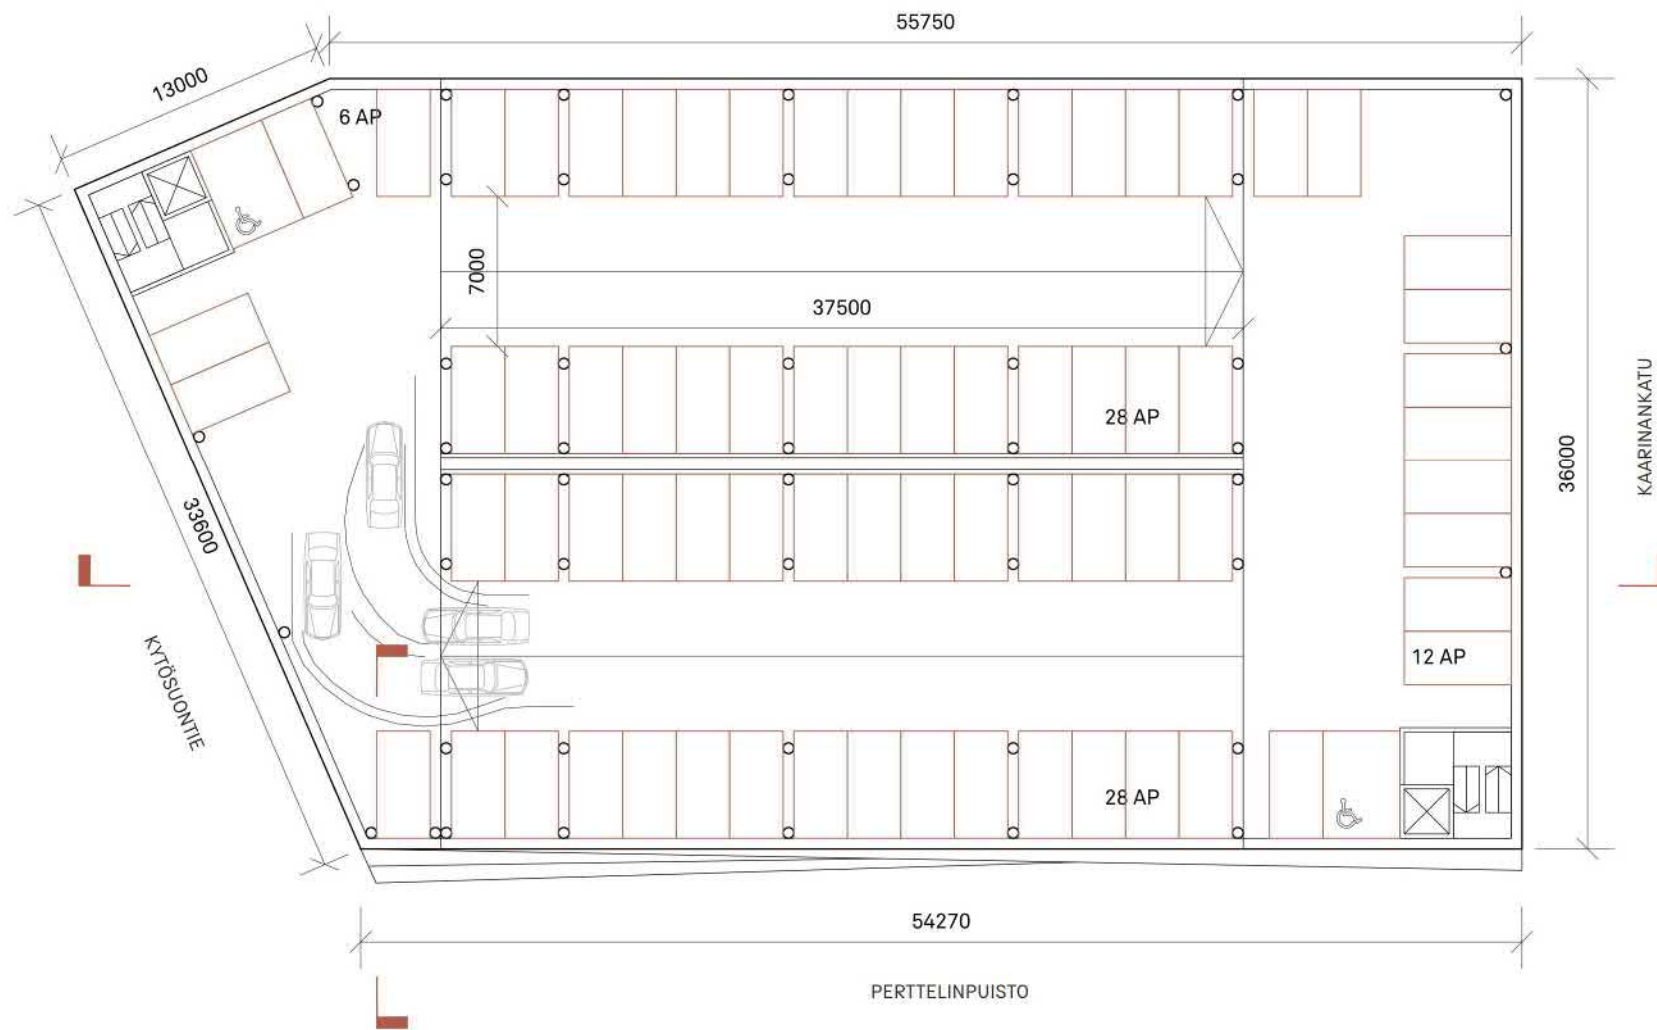 55750
13000
6 AP
7000
37500
28 AP
36000
KAARINANKATU
33600
KYTÖSUONTIE
12 AP
28 AP
54270
PERTTELINPUISTO